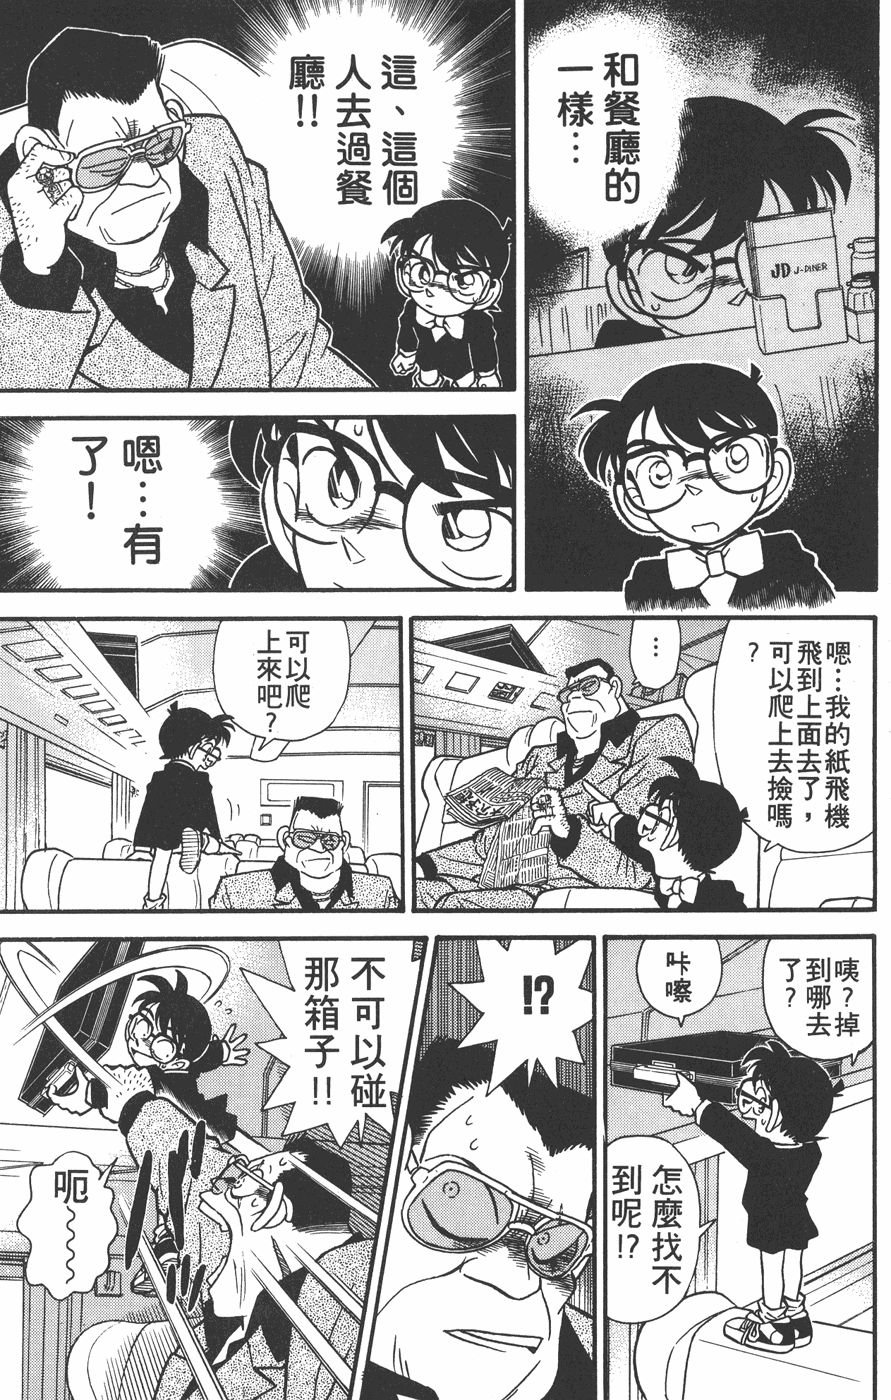 和餐廳的
一樣…
JD J-DINER
這、這個
人去過餐
廳!!
嗯…有
了!
嗯…我的紙飛機
飛到上面去了，
可以爬上去撿嗎
?
…
可以爬
上來吧?
咦?掉
到哪去
了?
咔嚓
怎麼找不
到呢!?
!?
不可以碰
那箱子!!
呃~~